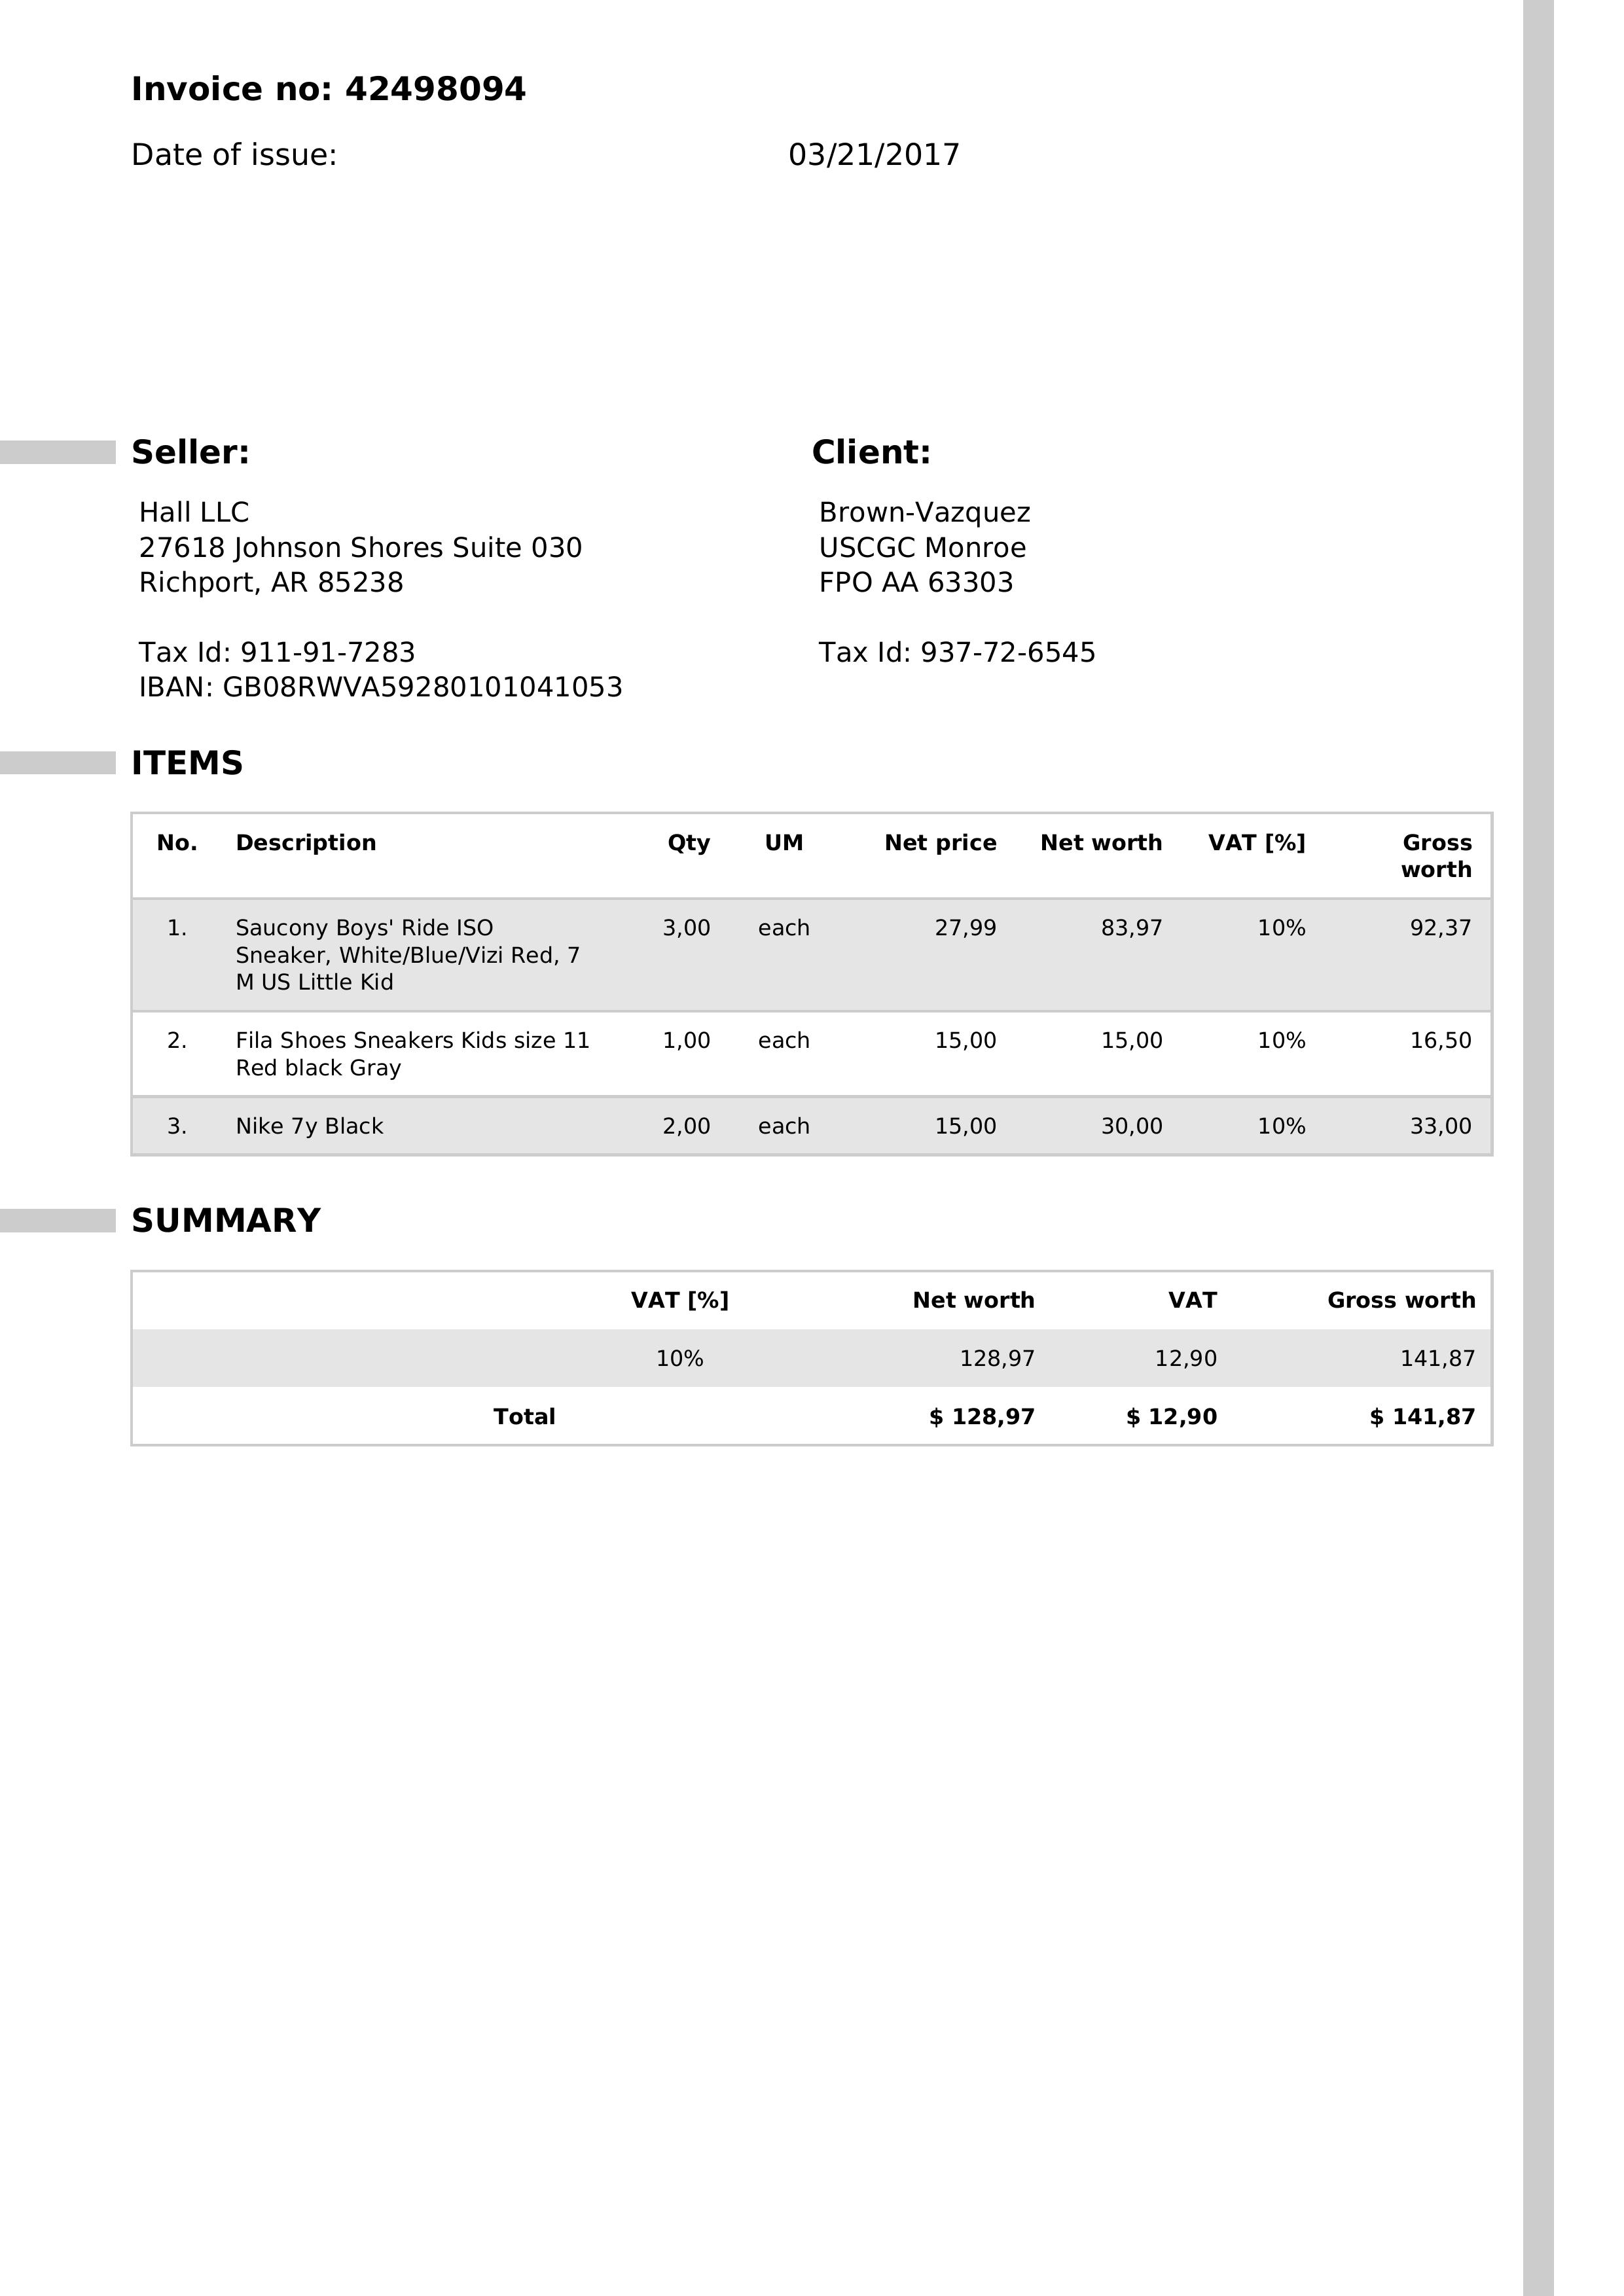 Invoice no: 42498094
Date of issue: 03/21/2017
Seller:
Hall LLC
27618 Johnson Shores Suite 030
Richport, AR 85238
Tax Id: 911-91-7283
IBAN: GB08RWVA59280101041053
Client:
Brown-Vazquez
USCGC Monroe
FPO AA 63303
Tax Id: 937-72-6545
ITEMS
No. Description Qty UM Net price Net worth VAT [%] Gross
worth
1. Saucony Boys' Ride ISO 3,00 each 27,99 83,97 10% 92,37
Sneaker, White/Blue/Vizi Red, 7
M US Little Kid
2. Fila Shoes Sneakers Kids size 11 1,00 each 15,00 15,00 10% 16,50
Red black Gray
3. Nike 7y Black 2,00 each 15,00 30,00 10% 33,00
SUMMARY
VAT [%] Net worth VAT Gross worth
10% 128,97 12,90 141,87
Total $ 128,97 $ 12,90 $ 141,87